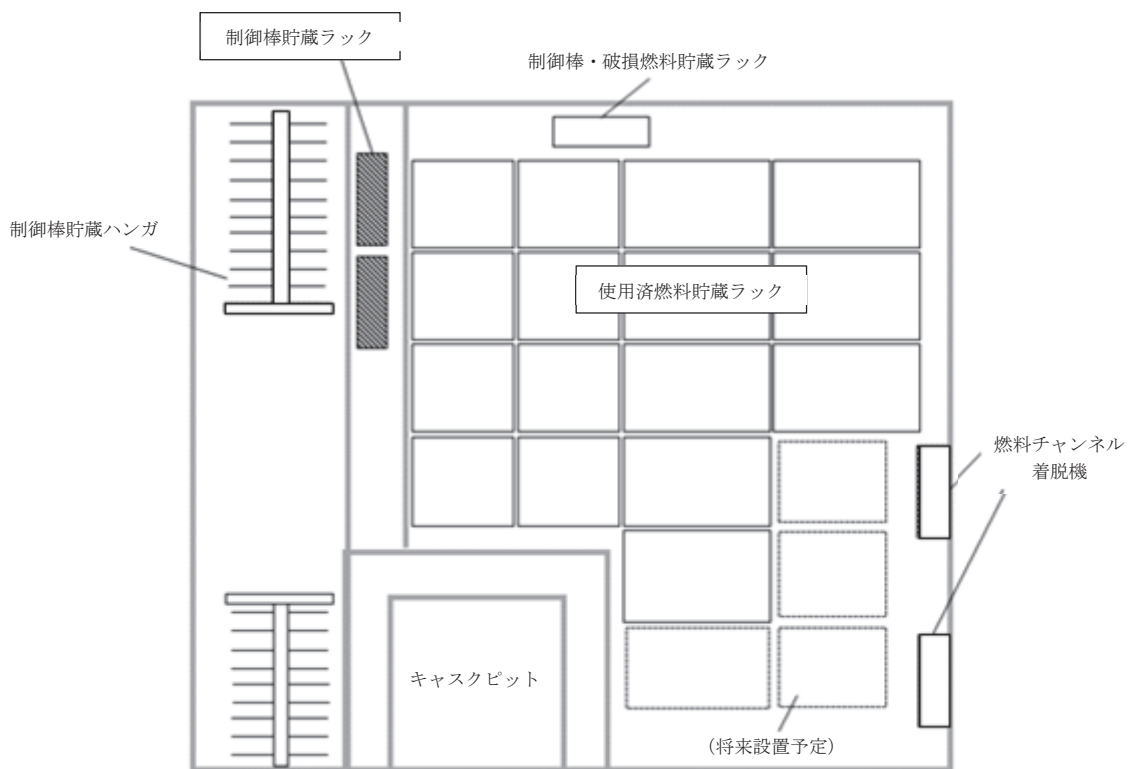 制御棒貯蔵ラック
制御棒・破損燃料貯蔵ラック
制御棒貯蔵ハンガ
使用済燃料貯蔵ラック
燃料チャンネル
着脱機
キャスクピット
(将来設置予定)